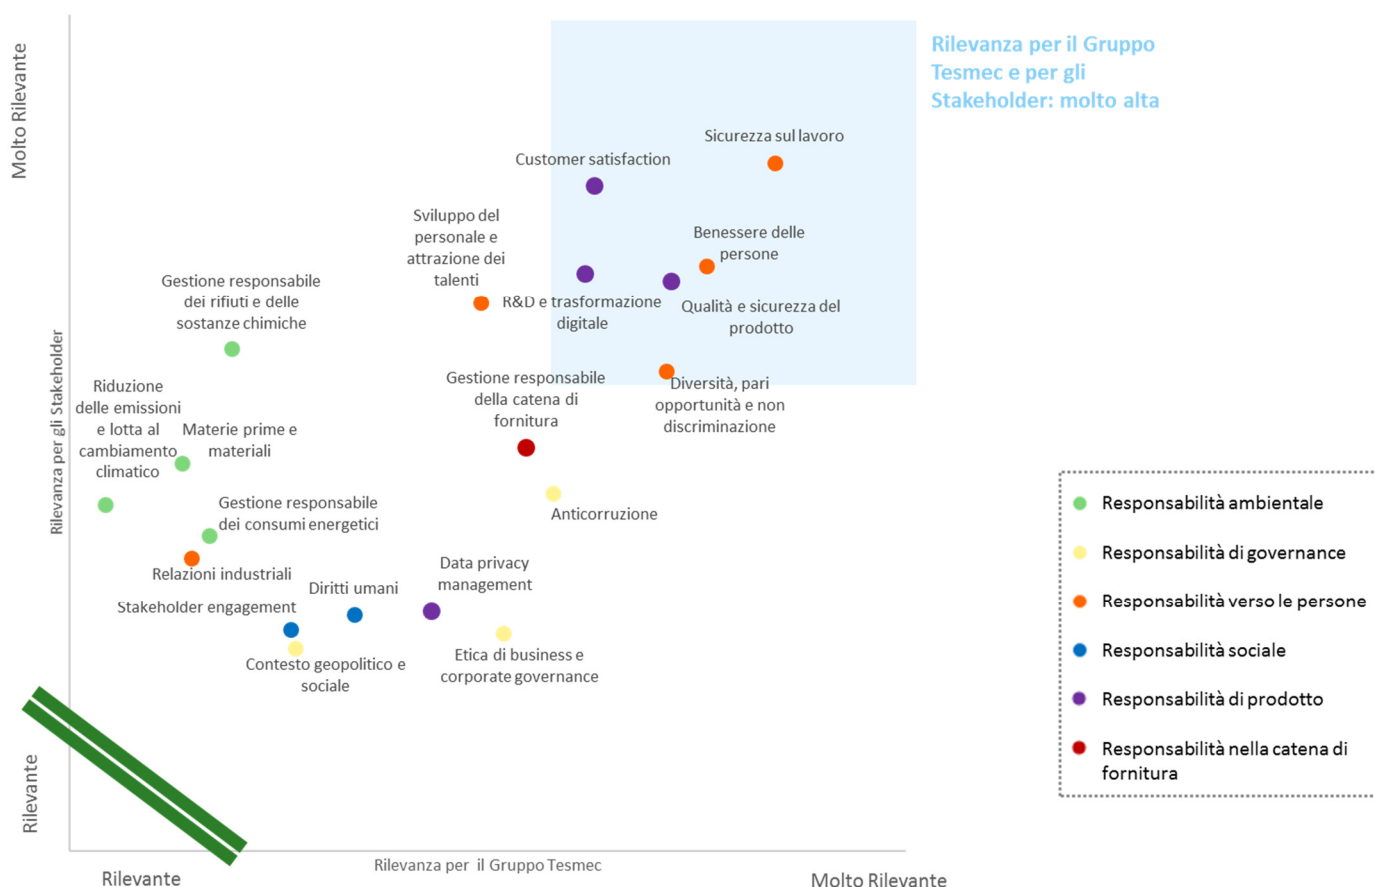 Molto Rilevante
Rilevanza per il Gruppo
Tesmec e per gli
Stakeholder: molto alta
Sicurezza sul lavoro
Customer satisfaction
Sviluppo del
personale e
attrazione dei
talenti
Benessere delle
persone
Gestione responsabile
dei rifiuti e delle
sostanze chimiche
R&D e trasformazione
digitale
Qualità e sicurezza del
prodotto
Rilevanza per gli Stakeholder
Riduzione
delle emissioni
e lotta al
cambiamento
climatico
Materie prime e
materiali
Gestione responsabile
della catena di
fornitura
Diversità, pari
opportunità e non
discriminazione
Gestione responsabile
dei consumi energetici
Anticorruzione
Relazioni industriali
Diritti umani
Data privacy
management
Stakeholder engagement
Contesto geopolitico e
sociale
Etica di business e
corporate governance
Responsabilità ambientale
Responsabilità di governance
Responsabilità verso le persone
Responsabilità sociale
Responsabilità di prodotto
Responsabilità nella catena di
fornitura
Rilevante
Rilevante
Rilevanza per il Gruppo Tesmec
Molto Rilevante